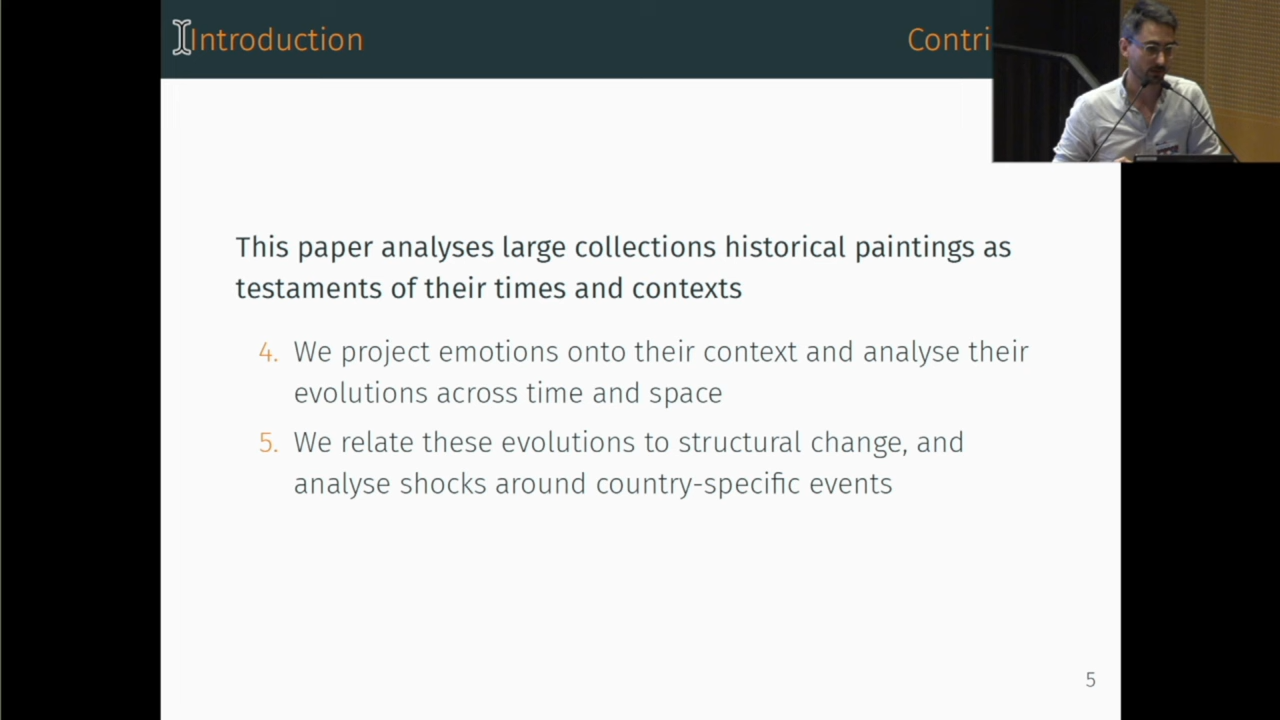 Introduction
Contri
This paper analyses large collections historical paintings as
testaments of their times and contexts
4. We project emotions onto their context and analyse their
evolutions across time and space
5. We relate these evolutions to structural change, and
analyse shocks around country-specific events
5